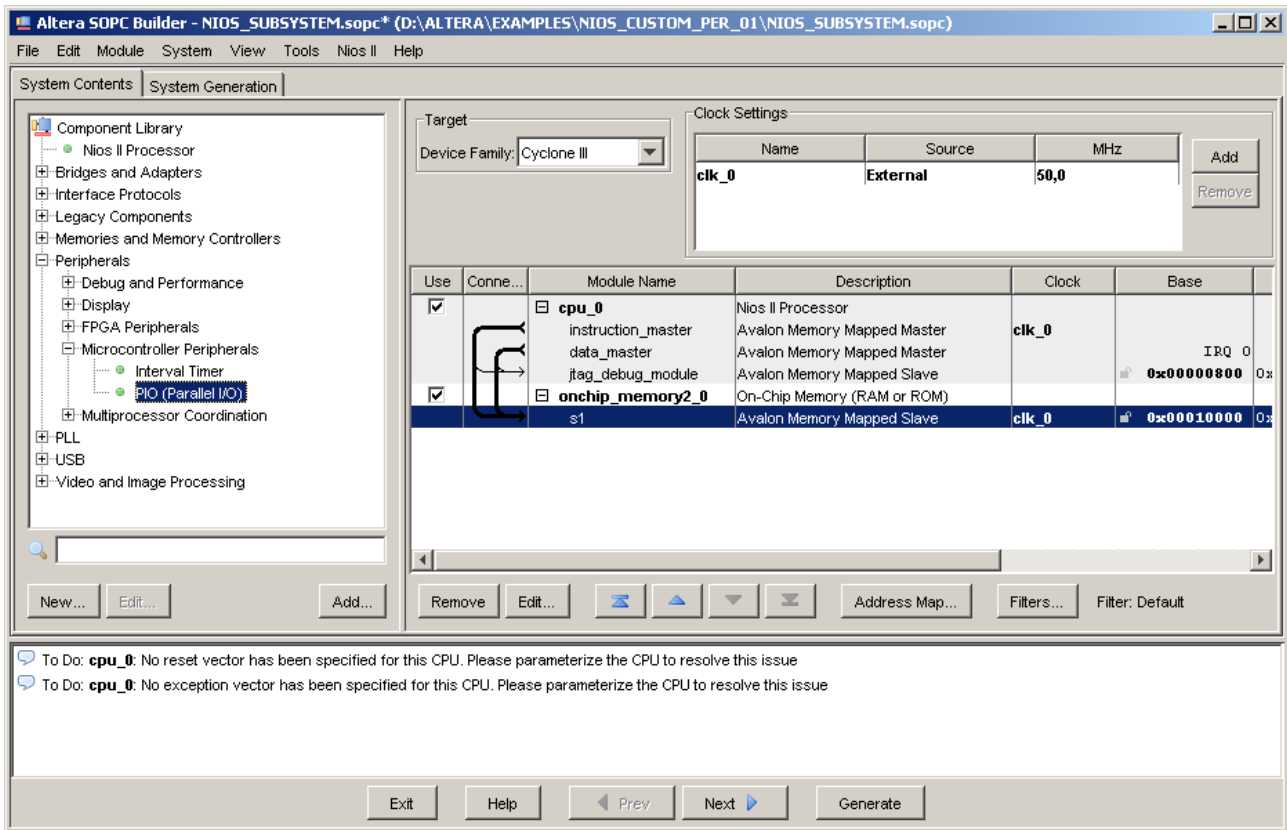 Altera SOPC Builder - NIOS_SUBSYSTEM.sopc* (D:\ALTERA\EXAMPLES\NIOS_CUSTOM_PER_01\NIOS_SUBSYSTEM.sopc)
File Edit Module System View Tools Nios II Help
System Contents System Generation
Component Library
Nios II Processor
Bridges and Adapters
Interface Protocols
Legacy Components
Memories and Memory Controllers
Peripherals
Debug and Performance
Display
FPGA Peripherals
Microcontroller Peripherals
Interval Timer
PIO (Parallel I/O)
Multiprocessor Coordination
PLL
USB
Video and Image Processing
New... Edit... Add...
Target
Device Family: Cyclone III
Clock Settings
Name Source MHz
clk_0 External 50,0
Add
Remove
Use Conne... Module Name Description Clock Base
cpu_0 Nios II Processor
instruction_master Avalon Memory Mapped Master clk_0
data_master Avalon Memory Mapped Master IRQ 0
jtag_debug_module Avalon Memory Mapped Slave 0x00000800 0x
onchip_memory2_0 On-Chip Memory (RAM or ROM)
s1 Avalon Memory Mapped Slave clk_0 0x00010000 0x
Remove Edit... Address Map... Filters... Filter: Default
To Do: cpu_0: No reset vector has been specified for this CPU. Please parameterize the CPU to resolve this issue
To Do: cpu_0: No exception vector has been specified for this CPU. Please parameterize the CPU to resolve this issue
Exit Help Prev Next Generate